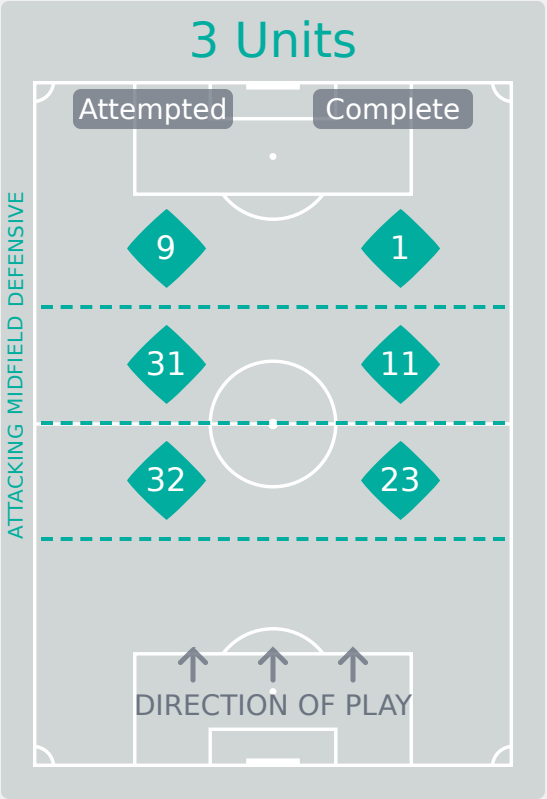 3 Units
Attempted Complete
ATTACKING MIDFIELD DEFENSIVE
9 1
31 11
32 23
DIRECTION OF PLAY